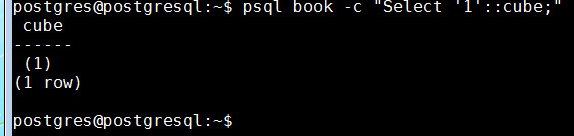 postgres@postgresql:~$ psql book -c "Select '1'::cube;"
 cube
------
 (1)
(1 row)

postgres@postgresql:~$